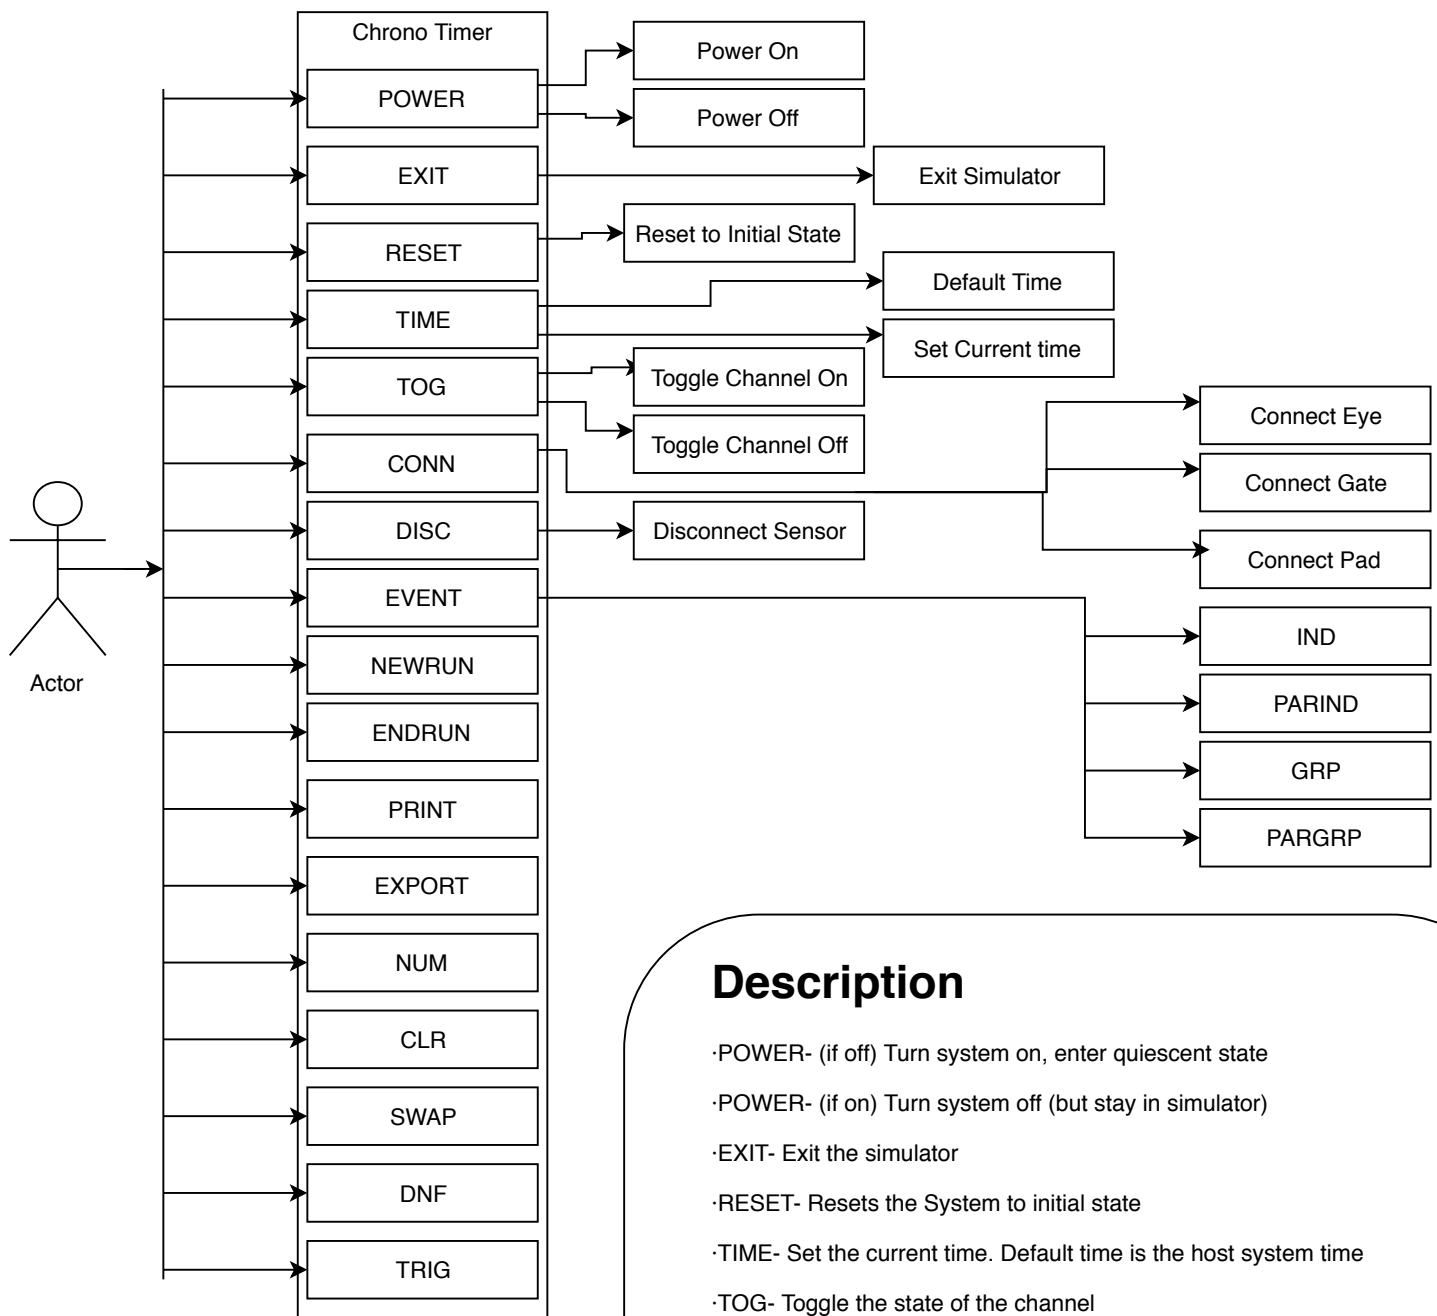 Chrono Timer
POWER
Power On
Power Off
EXIT
Exit Simulator
RESET
Reset to Initial State
TIME
Default Time
Set Current time
TOG
Toggle Channel On
Toggle Channel Off
CONN
Connect Eye
Connect Gate
Connect Pad
DISC
Disconnect Sensor
EVENT
IND
PARIND
GRP
PARGRP
NEWRUN
ENDRUN
PRINT
EXPORT
NUM
CLR
SWAP
DNF
TRIG
Actor
Description
·POWER- (if off) Turn system on, enter quiescent state
·POWER- (if on) Turn system off (but stay in simulator)
·EXIT- Exit the simulator
·RESET- Resets the System to initial state
·TIME- Set the current time. Default time is the host system time
·TOG- Toggle the state of the channel